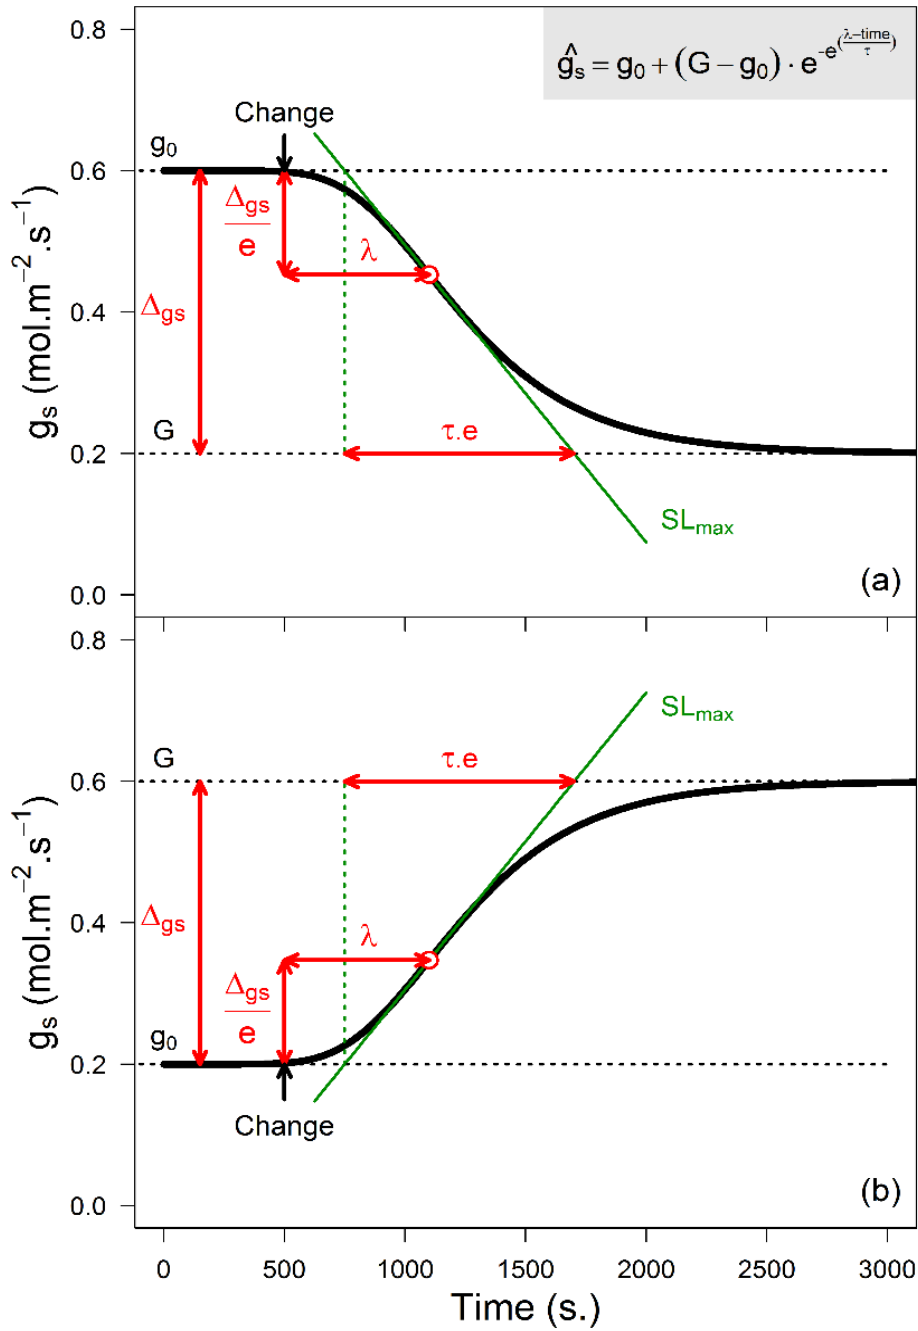 0.8
ĝₛ = g₀ + (G − g₀) · e^-e^((λ−time)/τ)
Change
g₀
0.6
Δgs
e
λ
Δgs
0.4
gₛ (mol.m⁻².s⁻¹)
G
τ.e
0.2
SLmax
0.0
(a)
0.8
SLmax
G
τ.e
0.6
Δgs
gₛ (mol.m⁻².s⁻¹)
0.4
λ
Δgs
e
g₀
0.2
Change
0.0
(b)
0 500 1000 1500 2000 2500 3000
Time (s.)